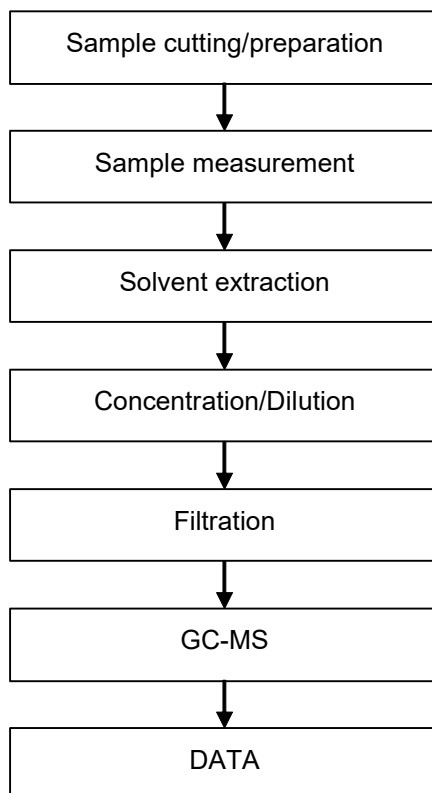 Sample cutting/preparation
Sample measurement
Solvent extraction
Concentration/Dilution
Filtration
GC-MS
DATA